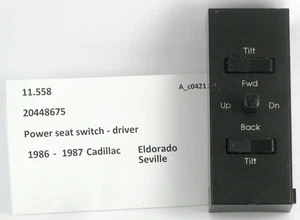 11.558
A_c0421
20448675
Power seat switch - driver
1986 - 1987 Cadillac Eldorado
Seville
Tilt
Fwd
Up Dn
Back
Tilt